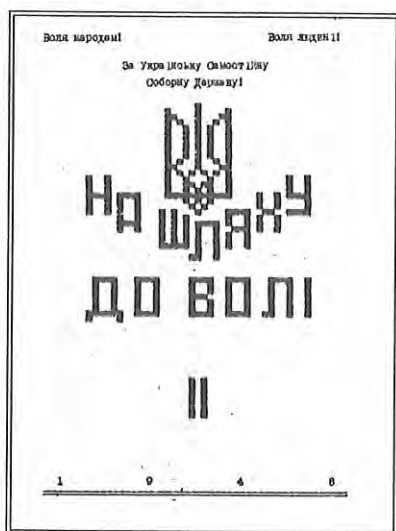 Воля народам! Воля людині!
За Українську Самостійну
Соборну Державу!
НА ШЛЯХУ
ДО ВОЛІ
II
1 9 4 6